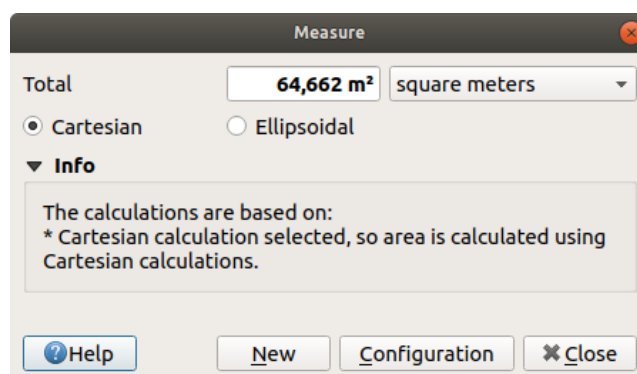 Measure
Total 64,662 m² square meters
Cartesian Ellipsoidal
Info
The calculations are based on:
* Cartesian calculation selected, so area is calculated using
Cartesian calculations.
Help New Configuration Close